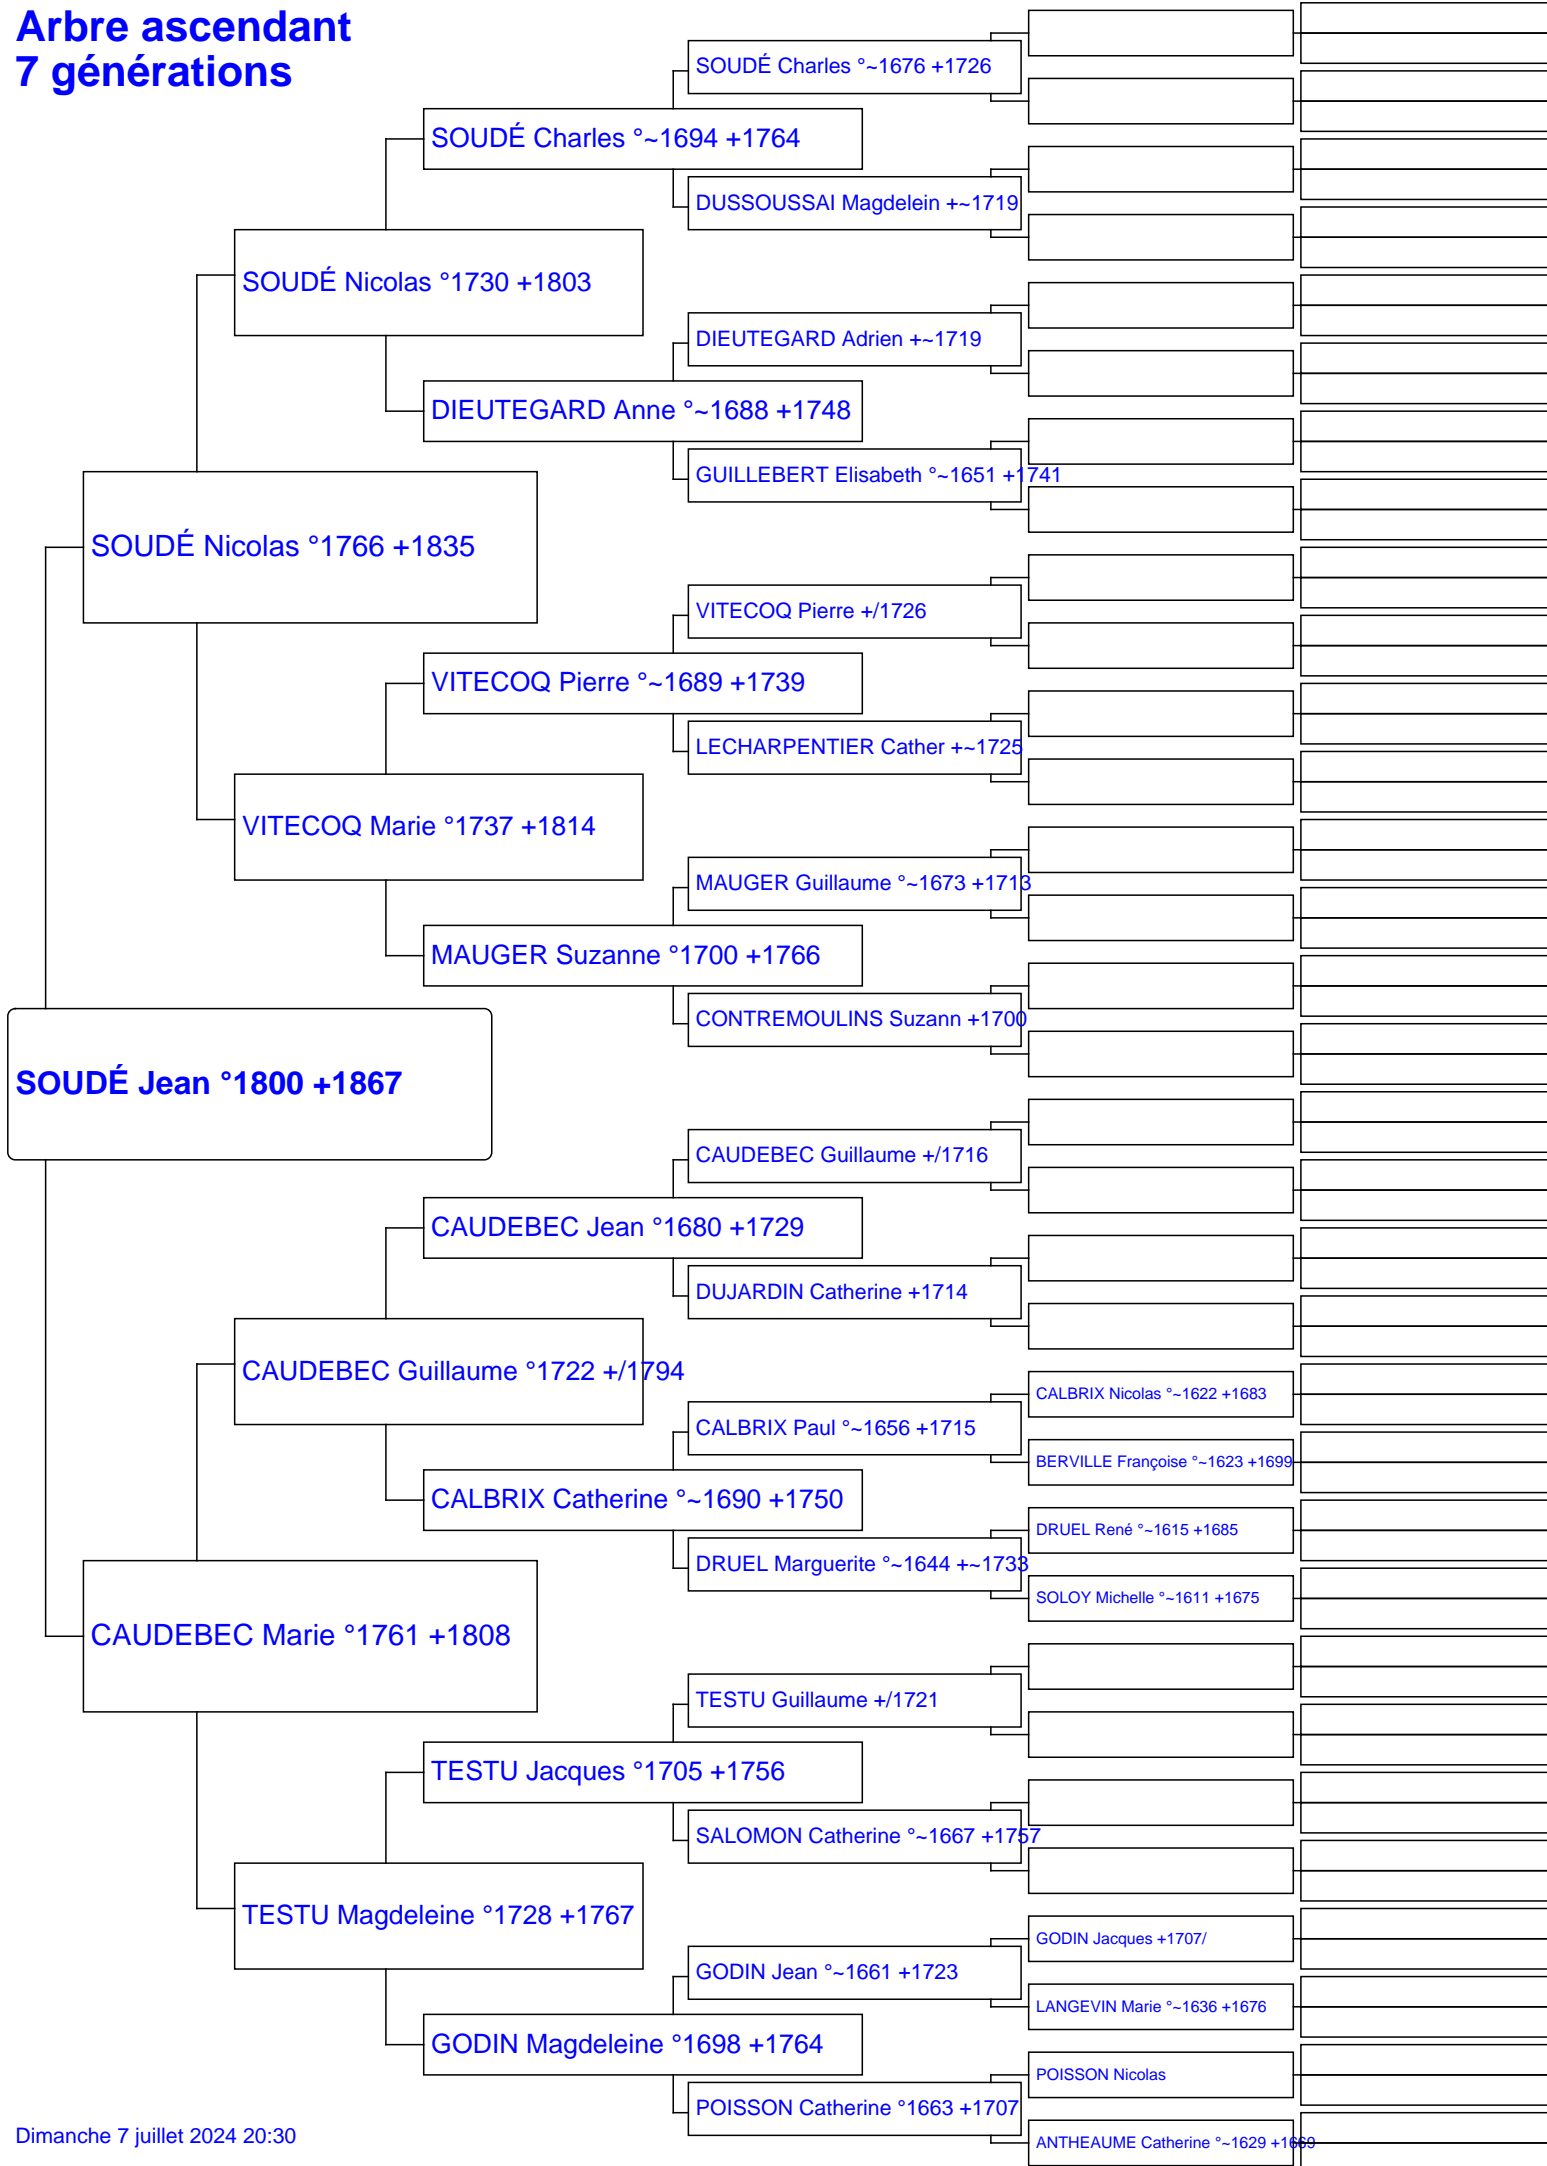 Arbre ascendant
7 générations
SOUDÉ Charles °~1676 +1726
SOUDÉ Charles °~1694 +1764
DUSSOUSSAI Magdelein +~1719
SOUDÉ Nicolas °1730 +1803
DIEUTEGARD Adrien +~1719
DIEUTEGARD Anne °~1688 +1748
GUILLEBERT Elisabeth °~1651 +1741
SOUDÉ Nicolas °1766 +1835
VITECOQ Pierre +/1726
VITECOQ Pierre °~1689 +1739
LECHARPENTIER Cather +~1725
VITECOQ Marie °1737 +1814
MAUGER Guillaume °~1673 +1713
MAUGER Suzanne °1700 +1766
CONTREMOULINS Suzann +1700
SOUDÉ Jean °1800 +1867
CAUDEBEC Guillaume +/1716
CAUDEBEC Jean °1680 +1729
DUJARDIN Catherine +1714
CAUDEBEC Guillaume °1722 +/1794
CALBRIX Nicolas °~1622 +1683
CALBRIX Paul °~1656 +1715
BERVILLE Françoise °~1623 +1699
CALBRIX Catherine °~1690 +1750
DRUEL René °~1615 +1685
DRUEL Marguerite °~1644 +~1733
SOLOY Michelle °~1611 +1675
CAUDEBEC Marie °1761 +1808
TESTU Guillaume +/1721
TESTU Jacques °1705 +1756
SALOMON Catherine °~1667 +1757
TESTU Magdeleine °1728 +1767
GODIN Jacques +1707/
GODIN Jean °~1661 +1723
LANGEVIN Marie °~1636 +1676
GODIN Magdeleine °1698 +1764
POISSON Nicolas
POISSON Catherine °1663 +1707
ANTHEAUME Catherine °~1629 +1669
Dimanche 7 juillet 2024 20:30